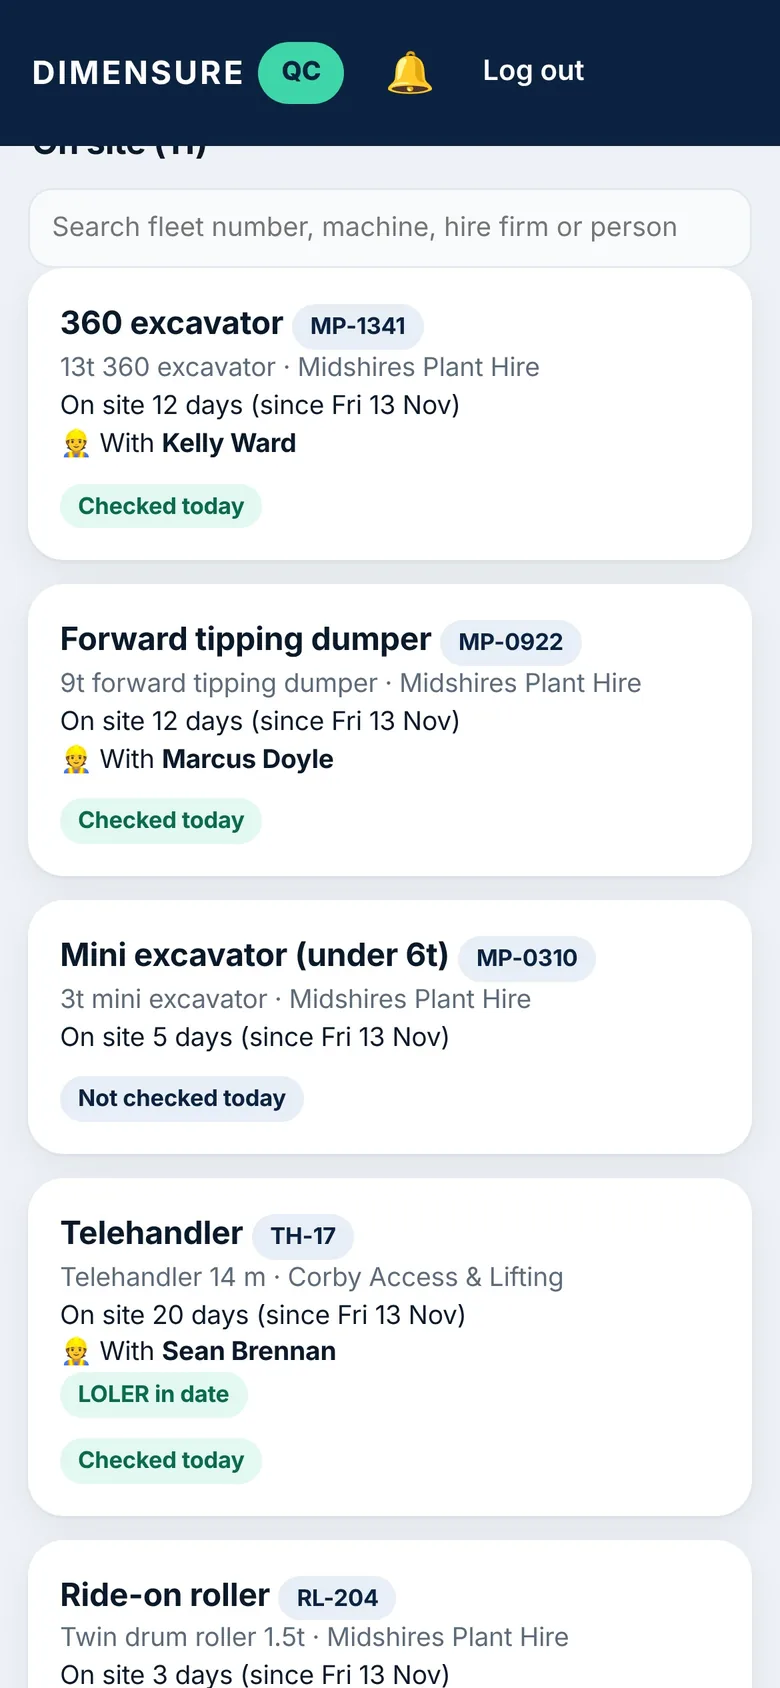 DIMENSURE QC 🔔 Log out
On site (11)
Search fleet number, machine, hire firm or person
360 excavator MP-1341
13t 360 excavator · Midshires Plant Hire
On site 12 days (since Fri 13 Nov)
👷 With Kelly Ward
Checked today
Forward tipping dumper MP-0922
9t forward tipping dumper · Midshires Plant Hire
On site 12 days (since Fri 13 Nov)
👷 With Marcus Doyle
Checked today
Mini excavator (under 6t) MP-0310
3t mini excavator · Midshires Plant Hire
On site 5 days (since Fri 13 Nov)
Not checked today
Telehandler TH-17
Telehandler 14 m · Corby Access & Lifting
On site 20 days (since Fri 13 Nov)
👷 With Sean Brennan
LOLER in date
Checked today
Ride-on roller RL-204
Twin drum roller 1.5t · Midshires Plant Hire
On site 3 days (since Fri 13 Nov)